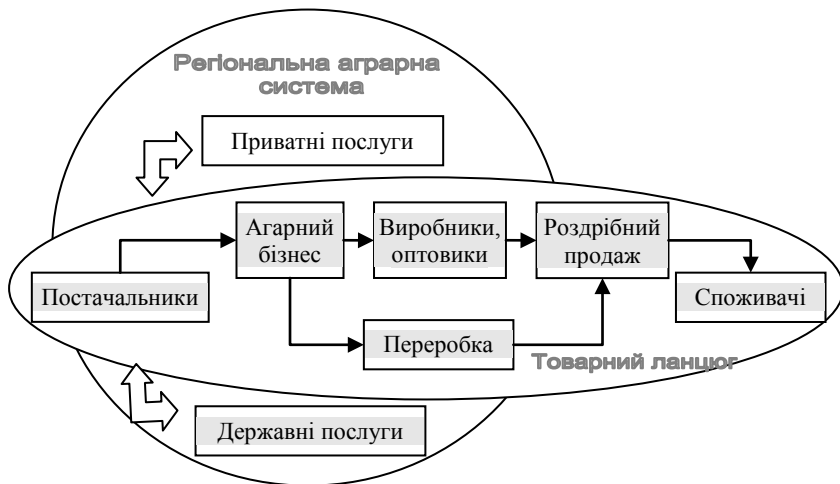 Регіональна аграрна
система
Приватні послуги
Агарний
бізнес
Виробники,
оптовики
Роздрібний
продаж
Постачальники
Споживачі
Переробка
Товарний ланцюг
Державні послуги